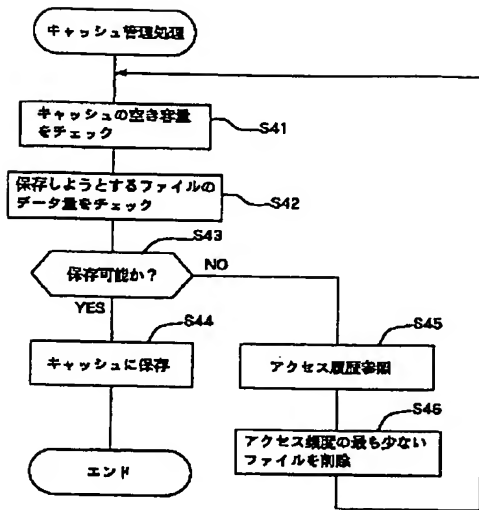 キャッシュ管理処理
キャッシュの空き容量
をチェック
S41
保存しようとするファイルの
データ量をチェック
S42
S43
保存可能か?
NO
YES
S44
キャッシュに保存
エンド
S45
アクセス履歴参照
S46
アクセス頻度の最も少ない
ファイルを削除